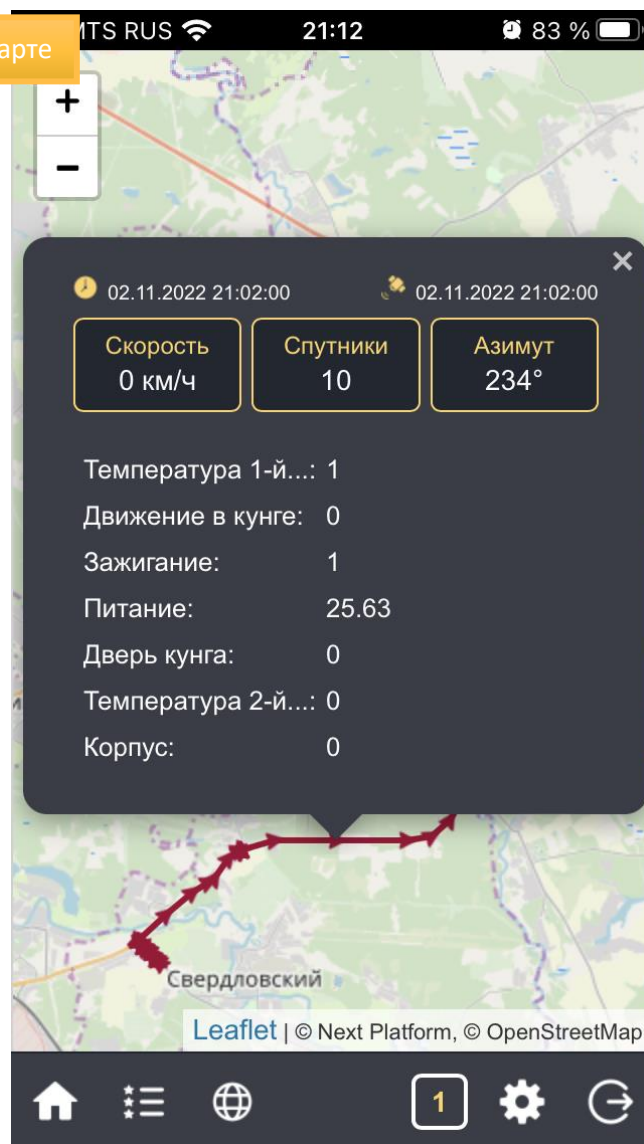 арте
MTS RUS 21:12 83 %
+
−
02.11.2022 21:02:00 02.11.2022 21:02:00
Скорость Спутники Азимут
0 км/ч 10 234°
Температура 1-й...: 1
Движение в кунге: 0
Зажигание: 1
Питание: 25.63
Дверь кунга: 0
Температура 2-й...: 0
Корпус: 0
Свердловский
Leaflet | © Next Platform, © OpenStreetMap
1